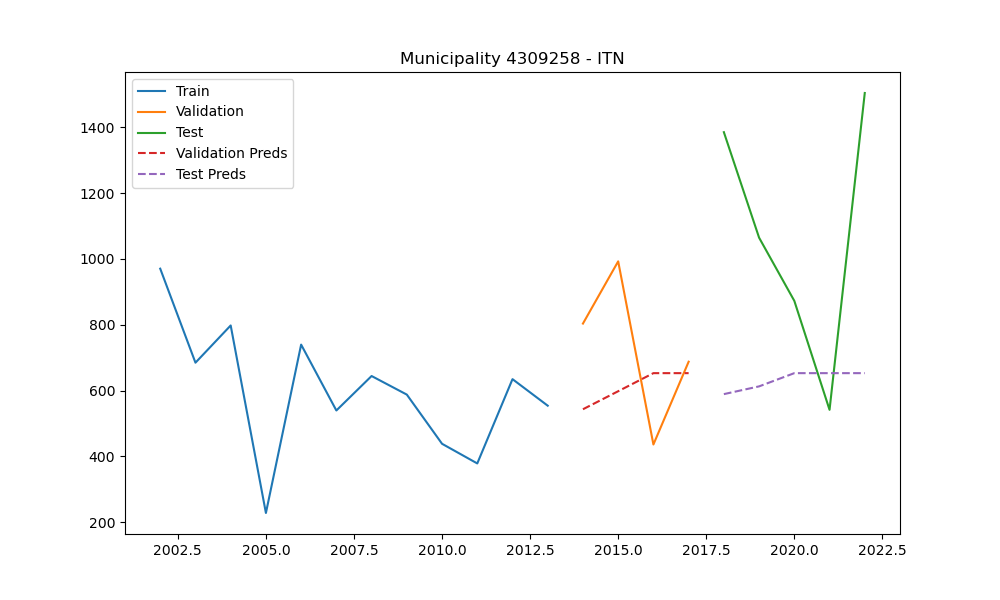 Municipality 4309258 - ITN
Train
Validation
Test
Validation Preds
Test Preds
1400
1200
1000
800
600
400
200
2002.5 2005.0 2007.5 2010.0 2012.5 2015.0 2017.5 2020.0 2022.5